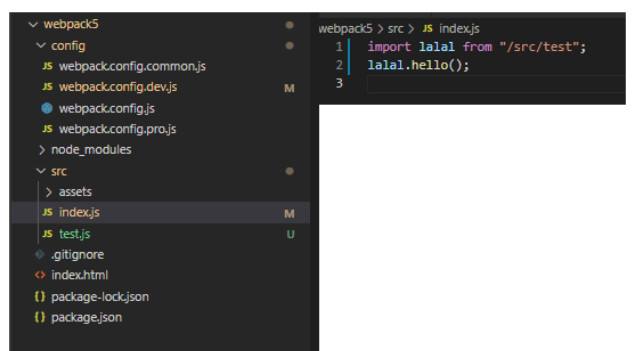 webpack5
config
JS webpack.config.common.js
JS webpack.config.dev.js M
webpack.config.js
JS webpack.config.pro.js
node_modules
src
assets
JS index.js M
JS test.js U
.gitignore
<> index.html
{} package-lock.json
{} package.json
webpack5 > src > JS index.js
1 import lalal from "/src/test";
2 lalal.hello();
3